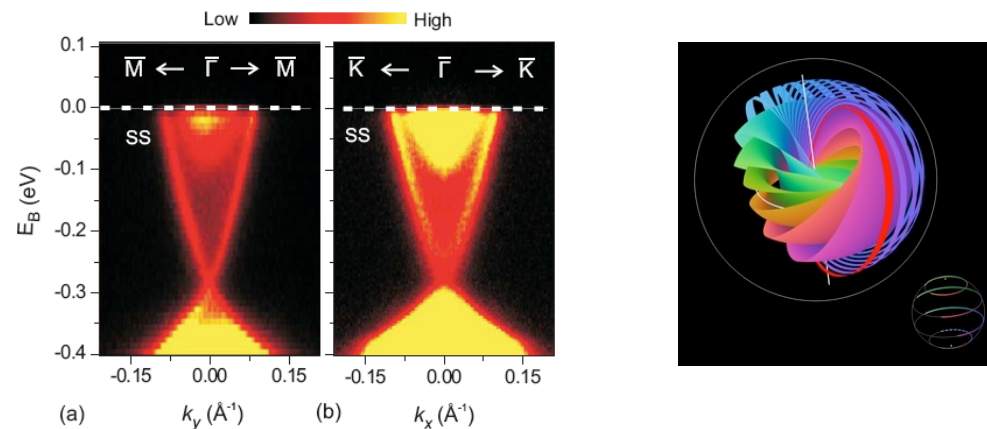 Low High
0.1
0.0
-0.1
-0.2
-0.3
-0.4
E_B (eV)
M̅ ← Γ̅ → M̅
SS
-0.15 0.00 0.15
(a) k_y (Å⁻¹)
K̅ ← Γ̅ → K̅
SS
-0.15 0.00 0.15
(b) k_x (Å⁻¹)